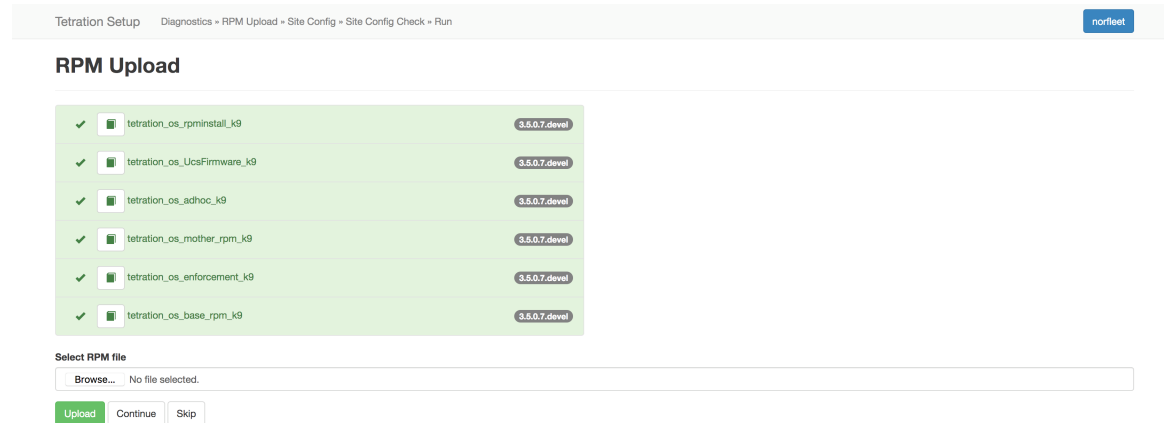 Tetration Setup Diagnostics » RPM Upload » Site Config » Site Config Check » Run norfleet
RPM Upload
tetration_os_rpminstall_k9 3.5.0.7.devel
tetration_os_UcsFirmware_k9 3.5.0.7.devel
tetration_os_adhoc_k9 3.5.0.7.devel
tetration_os_mother_rpm_k9 3.5.0.7.devel
tetration_os_enforcement_k9 3.5.0.7.devel
tetration_os_base_rpm_k9 3.5.0.7.devel
Select RPM file
Browse... No file selected.
Upload Continue Skip